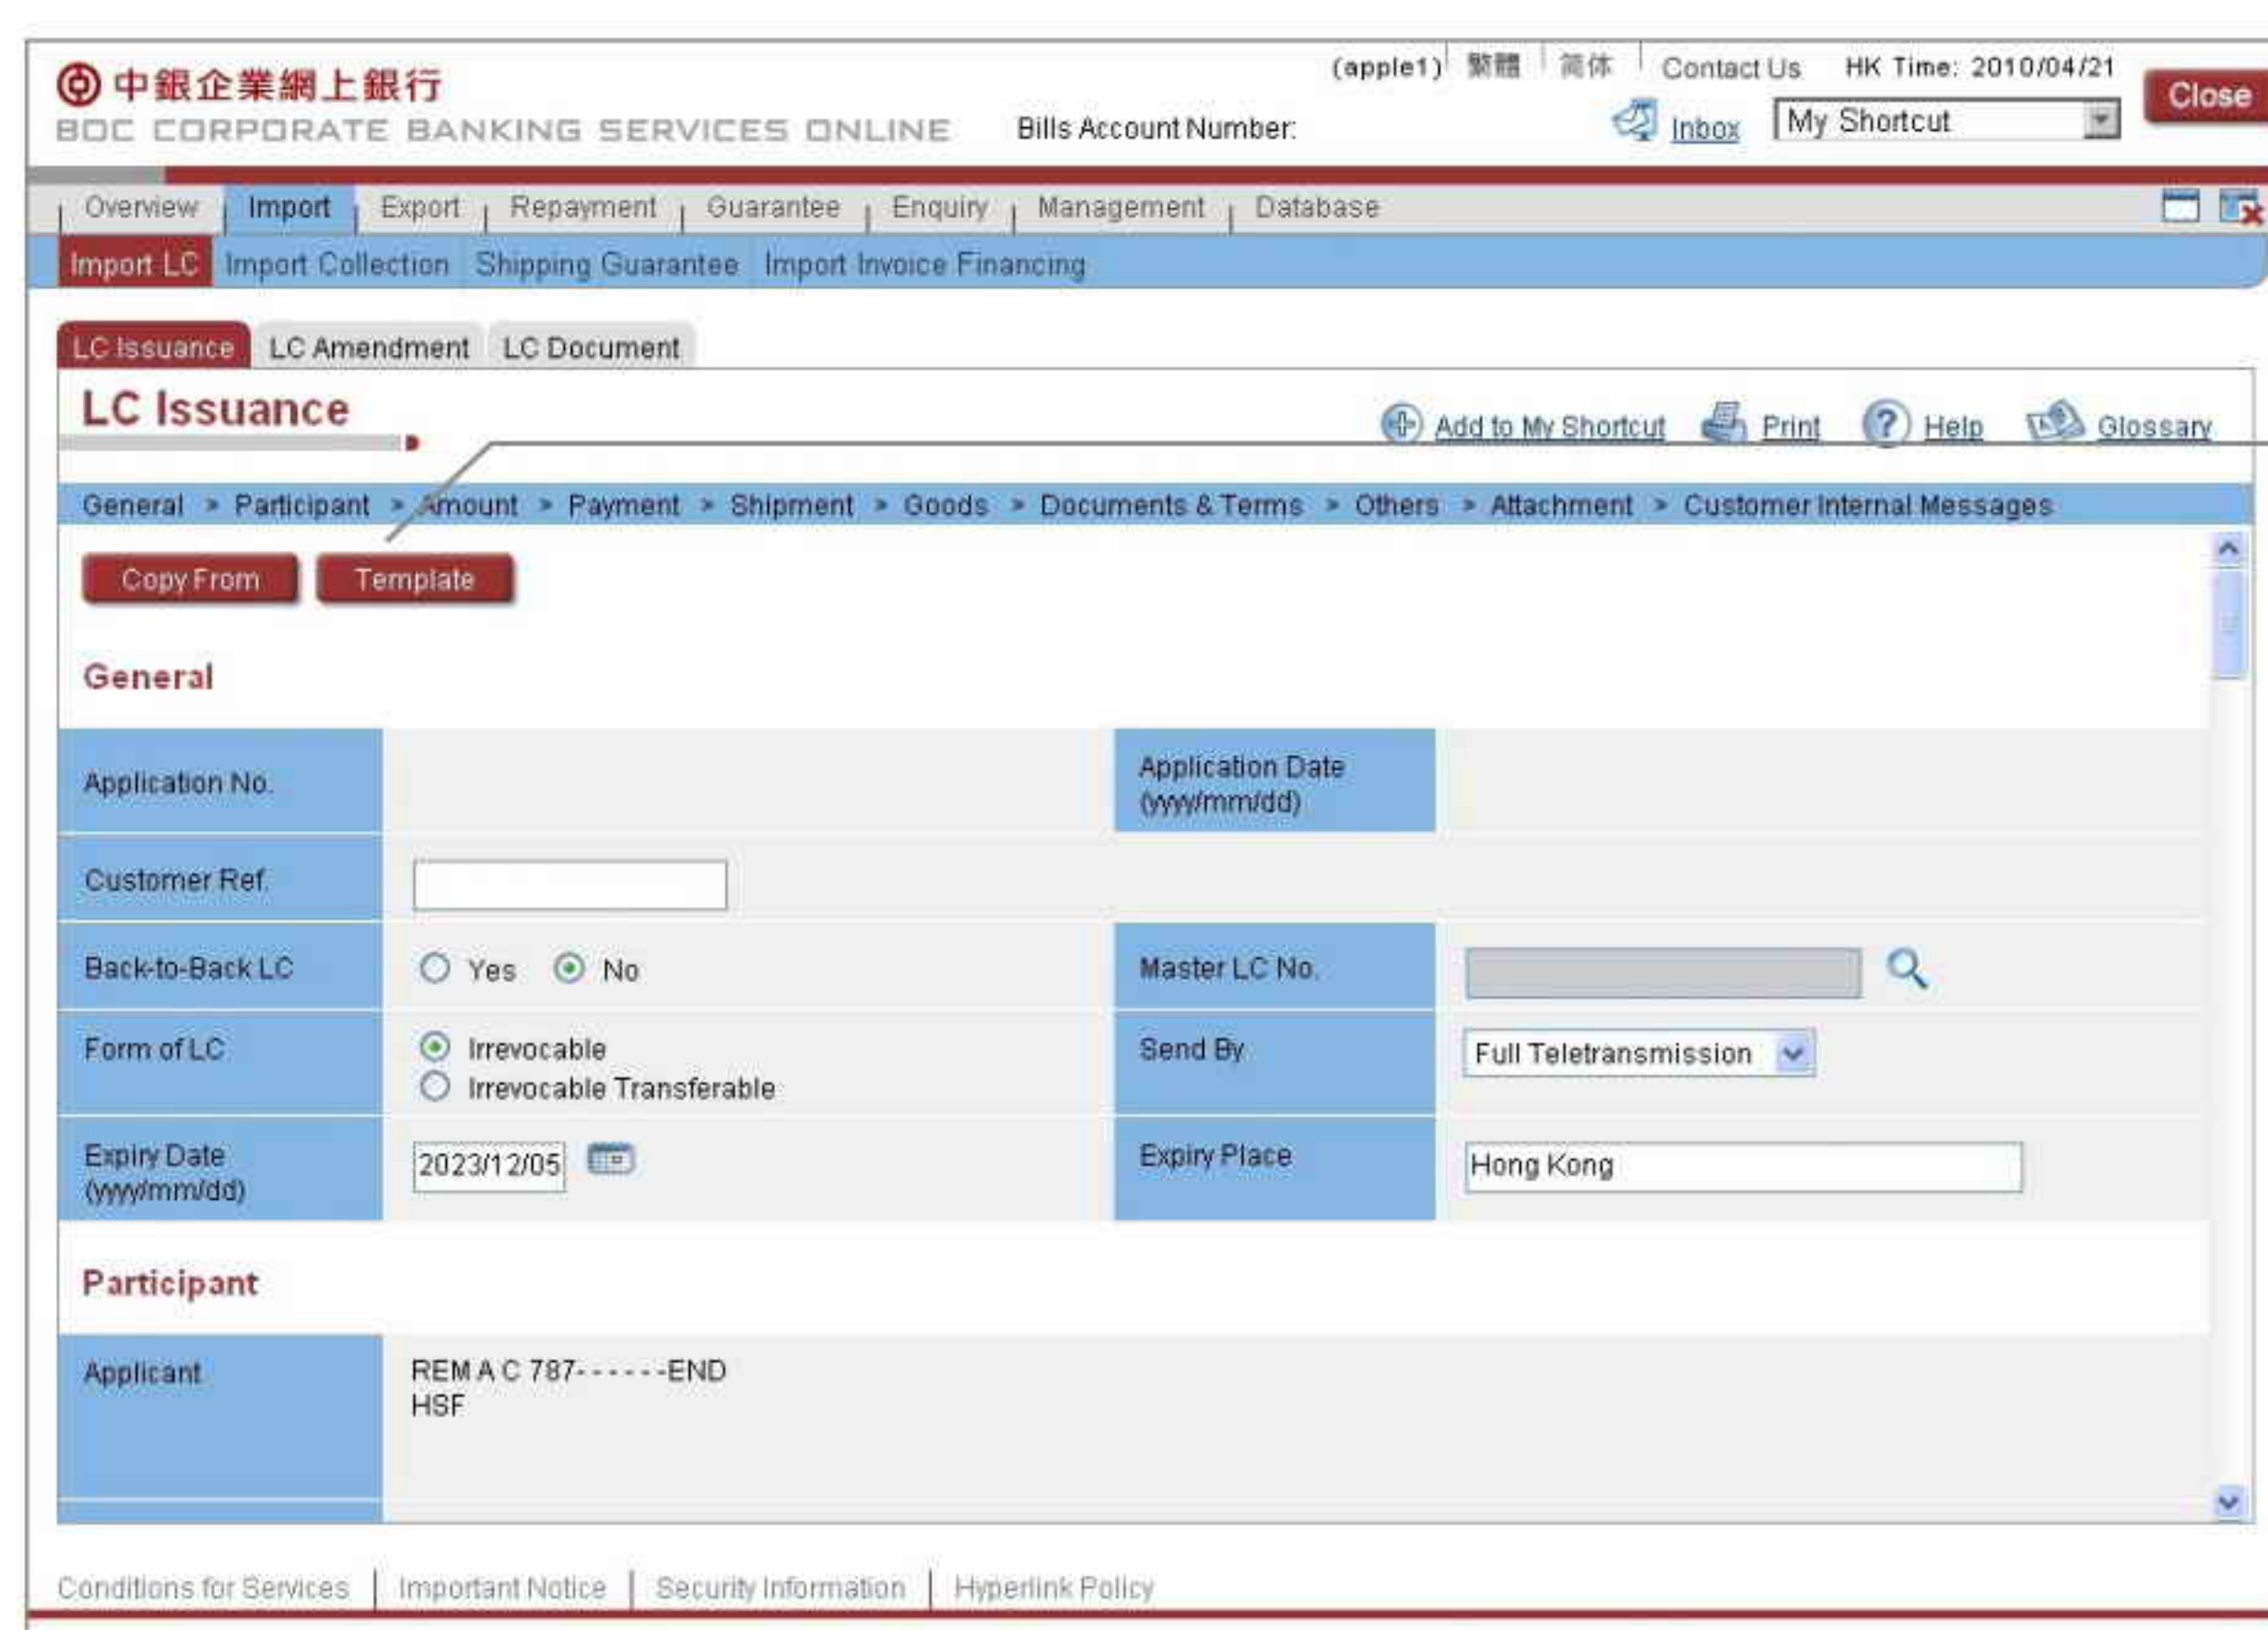 (apple1) 繁體 简体 Contact Us HK Time: 2010/04/21
中銀企業網上銀行
BOC CORPORATE BANKING SERVICES ONLINE Bills Account Number: Inbox My Shortcut Close
Overview Import Export Repayment Guarantee Enquiry Management Database
Import LC Import Collection Shipping Guarantee Import Invoice Financing
LC Issuance LC Amendment LC Document
LC Issuance
Add to My Shortcut Print Help Glossary
General > Participant > Amount > Payment > Shipment > Goods > Documents & Terms > Others > Attachment > Customer Internal Messages
Copy From Template
General
Application No. Application Date
(yyyy/mm/dd)
Customer Ref.
Back-to-Back LC Yes No Master LC No.
Form of LC Irrevocable Send By Full Teletransmission
Irrevocable Transferable
Expiry Date
(yyyy/mm/dd) 2023/12/05 Expiry Place Hong Kong
Participant
Applicant REM A C 787------END
HSF
Conditions for Services | Important Notice | Security Information | Hyperlink Policy